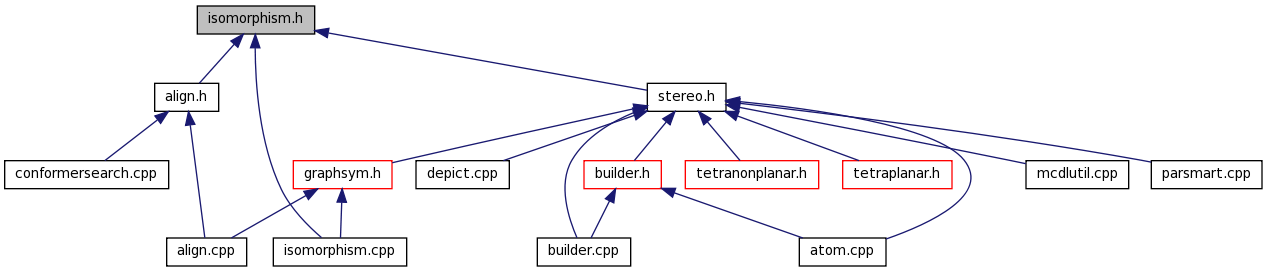 isomorphism.h
align.h
stereo.h
conformersearch.cpp
graphsym.h
depict.cpp
builder.h
tetranonplanar.h
tetraplanar.h
mcdlutil.cpp
parsmart.cpp
align.cpp
isomorphism.cpp
builder.cpp
atom.cpp